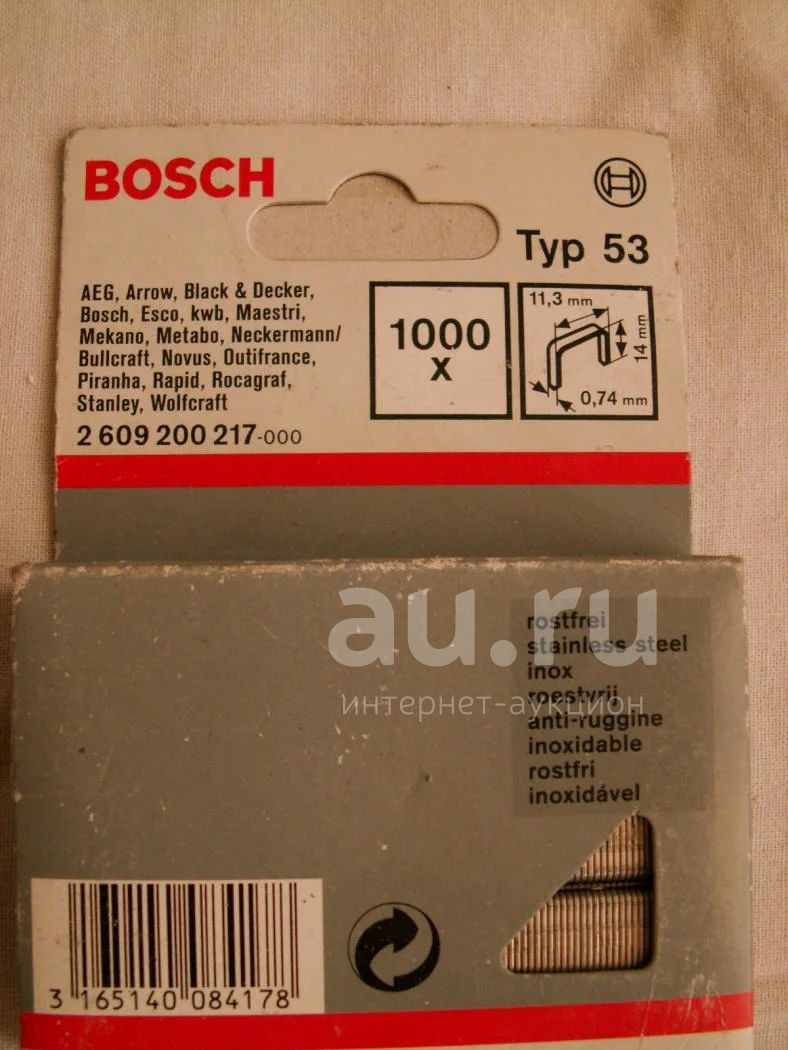 BOSCH
Typ 53
AEG, Arrow, Black & Decker,
Bosch, Esco, kwb, Maestri,
Mekano, Metabo, Neckermann/
Bullcraft, Novus, Outifrance,
Piranha, Rapid, Rocagraf,
Stanley, Wolfcraft
2 609 200 217-000
1000
x
11,3 mm
14 mm
0,74 mm
au.ru
интернет-аукцион
rostfrei
stainless steel
inox
roestvrij
anti-ruggine
inoxidable
rostfri
inoxidável
3 165140 084178